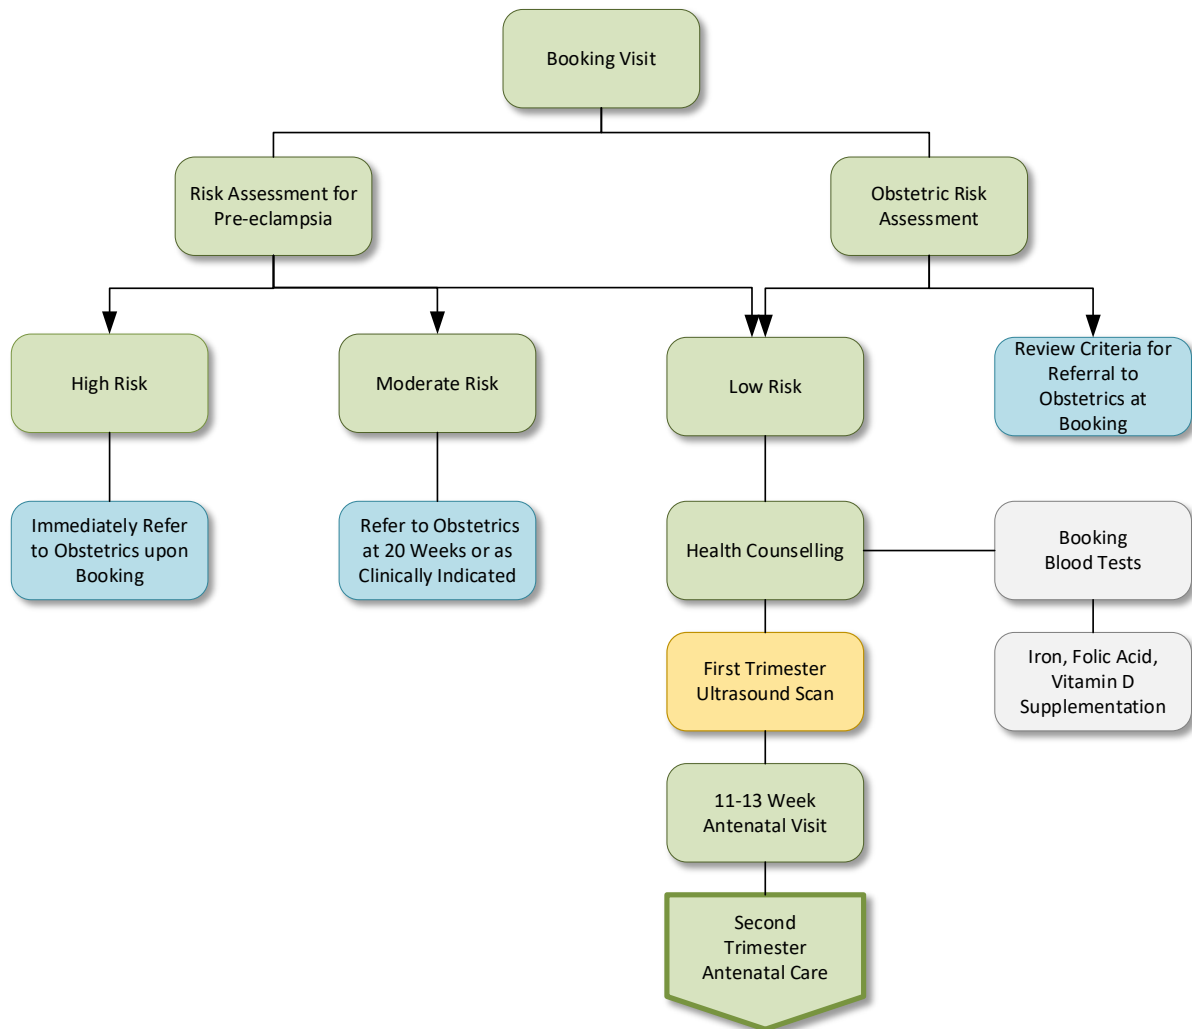 Booking Visit
Risk Assessment for
Pre-eclampsia
Obstetric Risk
Assessment
High Risk
Moderate Risk
Low Risk
Review Criteria for
Referral to
Obstetrics at
Booking
Immediately Refer
to Obstetrics upon
Booking
Refer to Obstetrics
at 20 Weeks or as
Clinically Indicated
Health Counselling
Booking
Blood Tests
First Trimester
Ultrasound Scan
Iron, Folic Acid,
Vitamin D
Supplementation
11-13 Week
Antenatal Visit
Second
Trimester
Antenatal Care